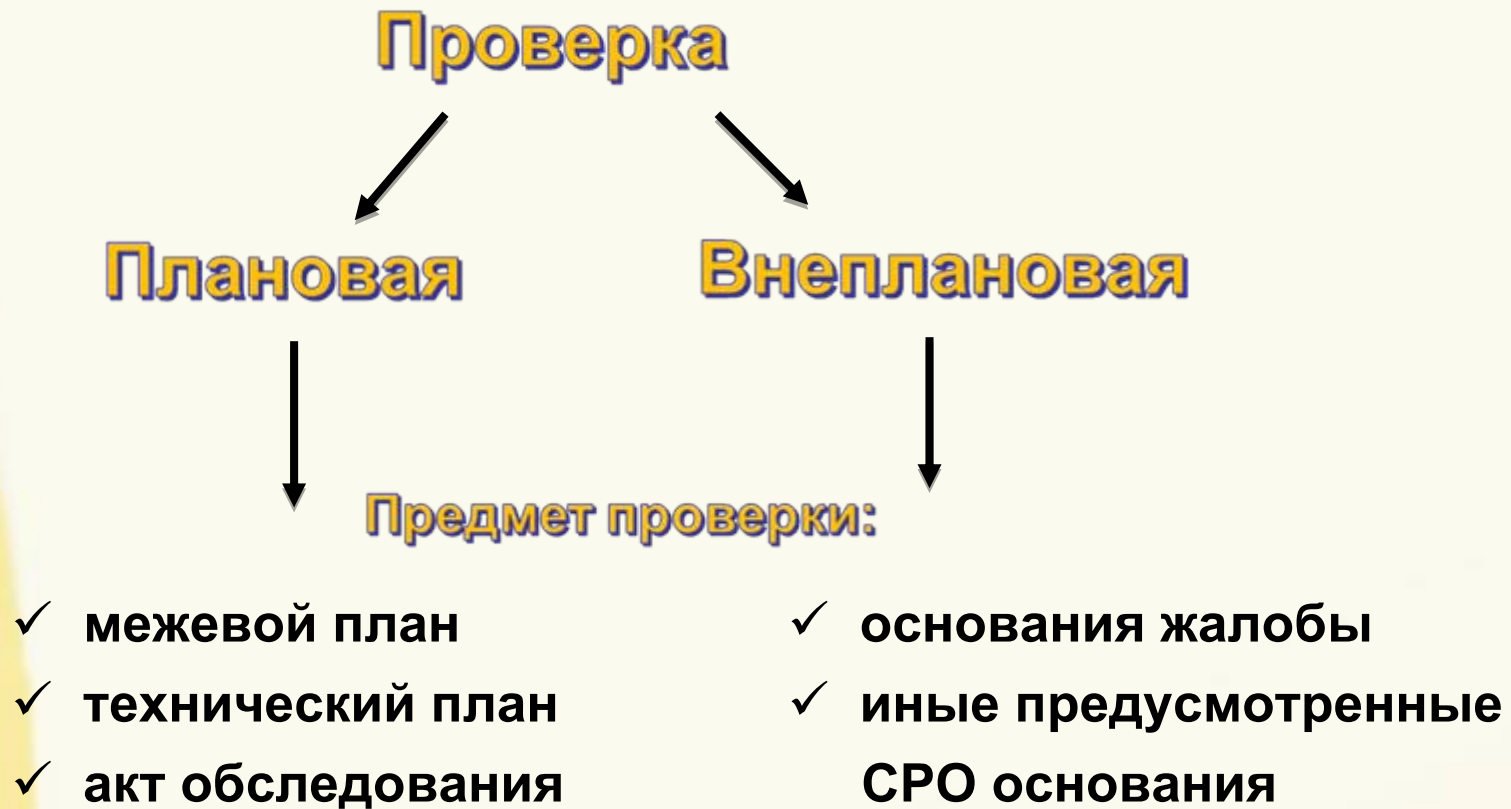 Проверка
Плановая
Внеплановая
Предмет проверки:
✓ межевой план
✓ технический план
✓ акт обследования
✓ основания жалобы
✓ иные предусмотренные
СРО основания